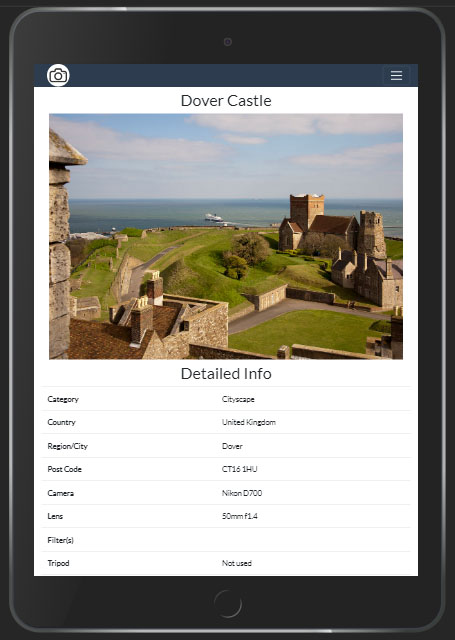 Dover Castle
Detailed Info
Category Cityscape
Country United Kingdom
Region/City Dover
Post Code CT16 1HU
Camera Nikon D700
Lens 50mm f1.4
Filter(s)
Tripod Not used